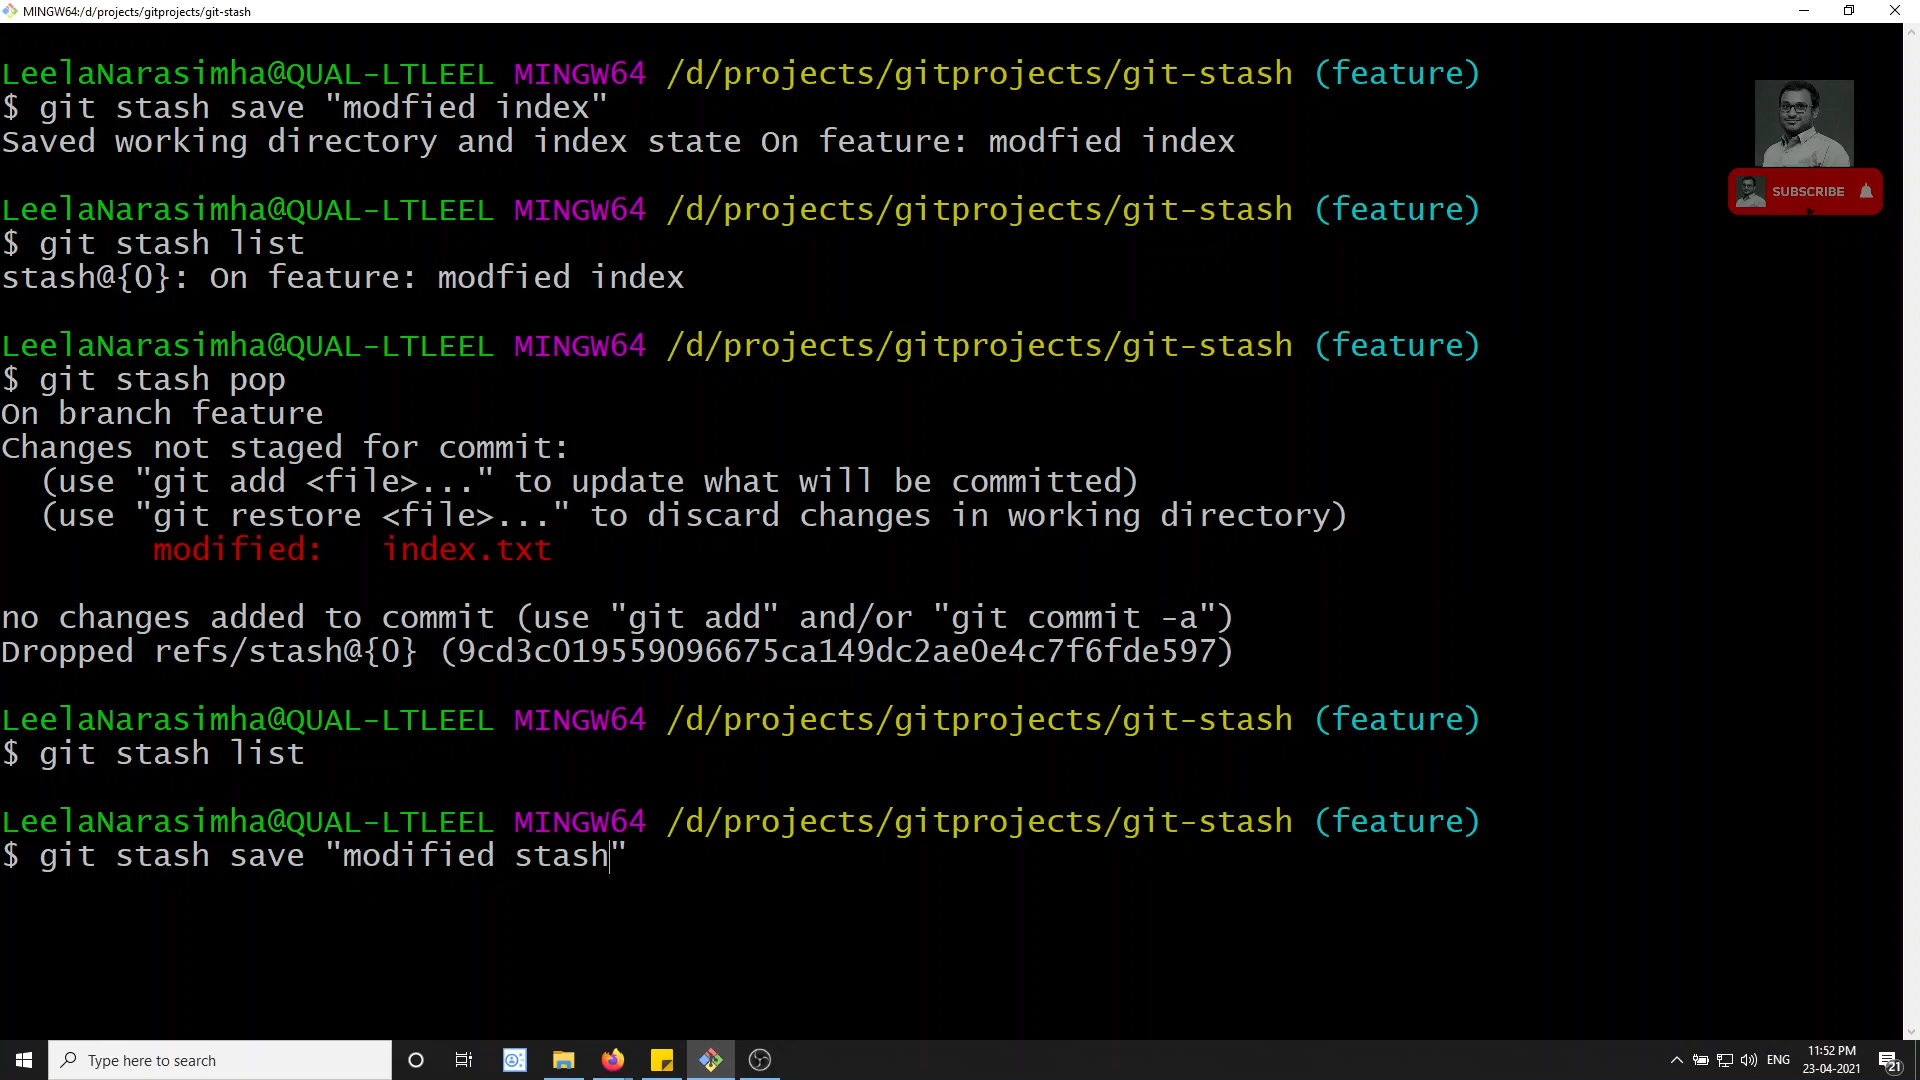 MINGW64:/d/projects/gitprojects/git-stash
LeelaNarasimha@QUAL-LTLEEL MINGW64 /d/projects/gitprojects/git-stash (feature)
$ git stash save "modfied index"
Saved working directory and index state On feature: modfied index
LeelaNarasimha@QUAL-LTLEEL MINGW64 /d/projects/gitprojects/git-stash (feature)
$ git stash list
stash@{0}: On feature: modfied index
LeelaNarasimha@QUAL-LTLEEL MINGW64 /d/projects/gitprojects/git-stash (feature)
$ git stash pop
On branch feature
Changes not staged for commit:
  (use "git add <file>..." to update what will be committed)
  (use "git restore <file>..." to discard changes in working directory)
        modified:   index.txt
no changes added to commit (use "git add" and/or "git commit -a")
Dropped refs/stash@{0} (9cd3c019559096675ca149dc2ae0e4c7f6fde597)
LeelaNarasimha@QUAL-LTLEEL MINGW64 /d/projects/gitprojects/git-stash (feature)
$ git stash list
LeelaNarasimha@QUAL-LTLEEL MINGW64 /d/projects/gitprojects/git-stash (feature)
$ git stash save "modified stash"
SUBSCRIBE
Type here to search
ENG
11:52 PM
23-04-2021
21